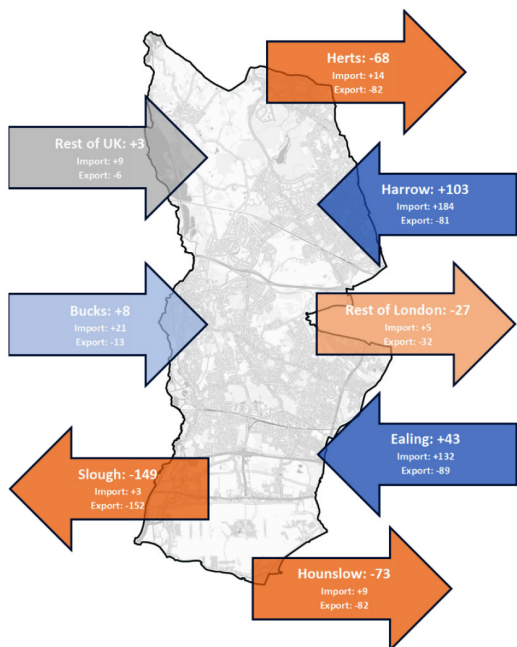 Herts: -68
Import: +14
Export: -82
Rest of UK: +3
Import: +9
Export: -6
Harrow: +103
Import: +184
Export: -81
Bucks: +8
Import: +21
Export: -13
Rest of London: -27
Import: +5
Export: -32
Ealing: +43
Import: +132
Export: -89
Slough: -149
Import: +3
Export: -152
Hounslow: -73
Import: +9
Export: -82